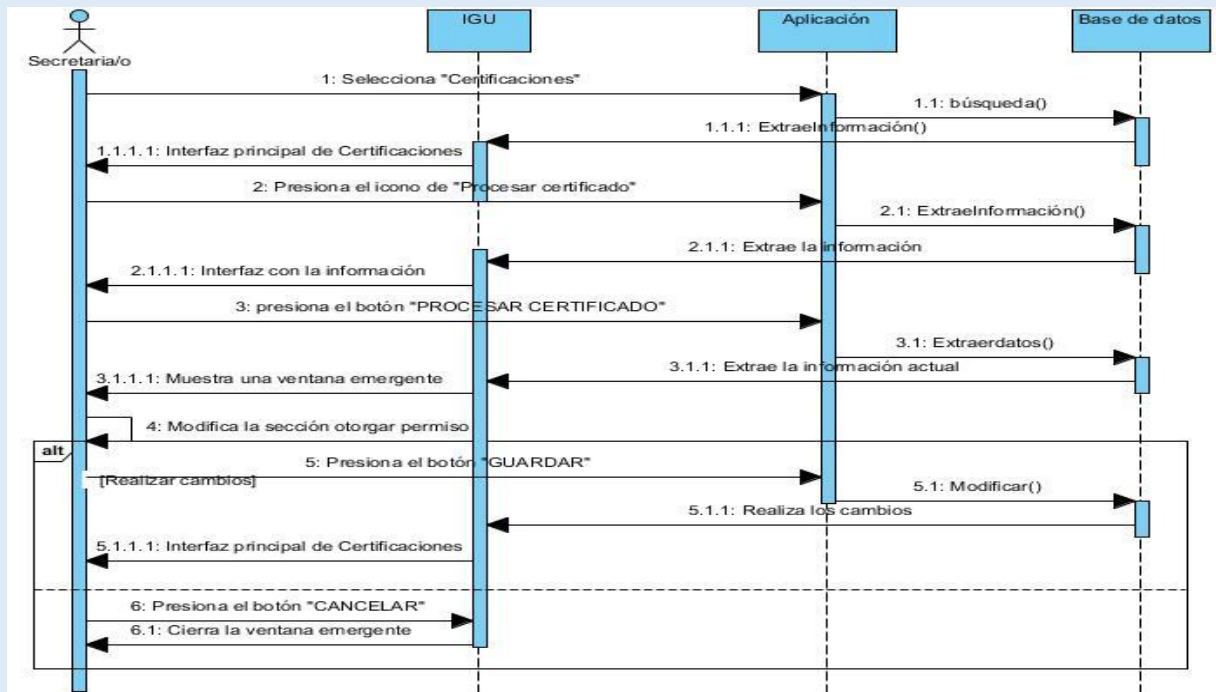 IGU
Aplicación
Base de datos
Secretaria/o
1: Selecciona "Certificaciones"
1.1: búsqueda()
1.1.1: ExtraeInformación()
1.1.1.1: Interfaz principal de Certificaciones
2: Presiona el icono de "Procesar certificado"
2.1: ExtraeInformación()
2.1.1: Extrae la información
2.1.1.1: Interfaz con la información
3: presiona el botón "PROCESAR CERTIFICADO"
3.1: Extraerdatos()
3.1.1: Extrae la información actual
3.1.1.1: Muestra una ventana emergente
4: Modifica la sección otorgar permiso
alt
5: Presiona el botón "GUARDAR"
[Realizar cambios]
5.1: Modificar()
5.1.1: Realiza los cambios
5.1.1.1: Interfaz principal de Certificaciones
6: Presiona el botón "CANCELAR"
6.1: Cierra la ventana emergente